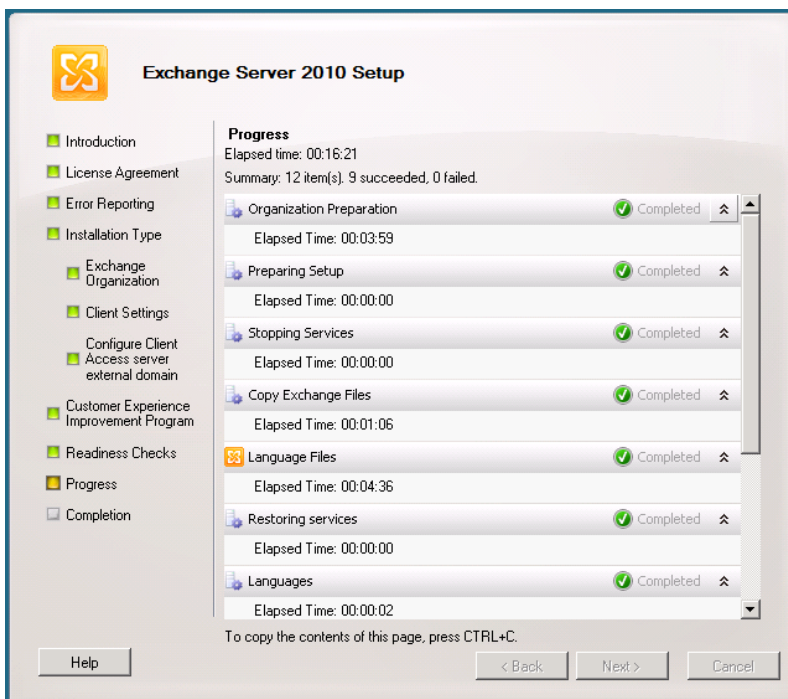 Exchange Server 2010 Setup
Introduction
License Agreement
Error Reporting
Installation Type
Exchange
Organization
Client Settings
Configure Client
Access server
external domain
Customer Experience
Improvement Program
Readiness Checks
Progress
Completion
Progress
Elapsed time: 00:16:21
Summary: 12 item(s). 9 succeeded, 0 failed.
Organization Preparation Completed
Elapsed Time: 00:03:59
Preparing Setup Completed
Elapsed Time: 00:00:00
Stopping Services Completed
Elapsed Time: 00:00:00
Copy Exchange Files Completed
Elapsed Time: 00:01:06
Language Files Completed
Elapsed Time: 00:04:36
Restoring services Completed
Elapsed Time: 00:00:00
Languages Completed
Elapsed Time: 00:00:02
To copy the contents of this page, press CTRL+C.
Help < Back Next > Cancel